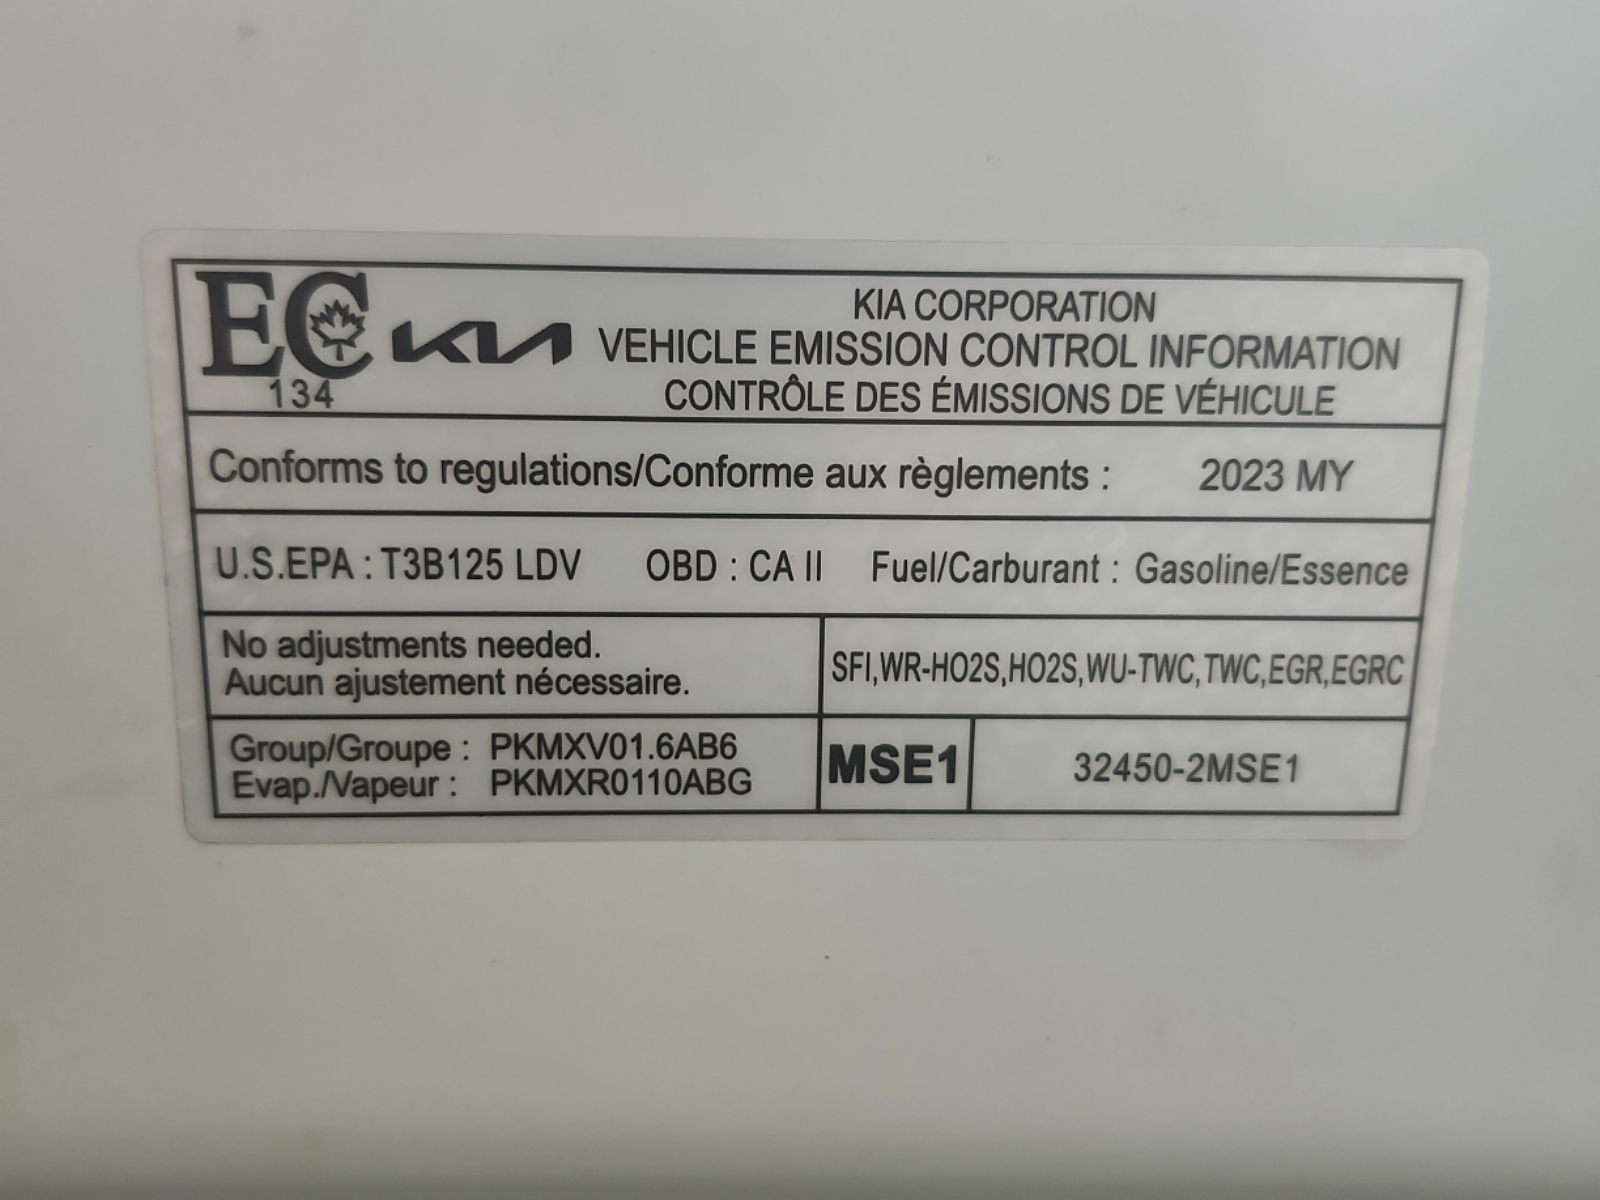 EC KIA
134
KIA CORPORATION
VEHICLE EMISSION CONTROL INFORMATION
CONTRÔLE DES ÉMISSIONS DE VÉHICULE
Conforms to regulations/Conforme aux règlements : 2023 MY
U.S.EPA : T3B125 LDV OBD : CA II Fuel/Carburant : Gasoline/Essence
No adjustments needed.
Aucun ajustement nécessaire.
SFI,WR-HO2S,HO2S,WU-TWC,TWC,EGR,EGRC
Group/Groupe : PKMXV01.6AB6
Evap./Vapeur : PKMXR0110ABG
MSE1
32450-2MSE1